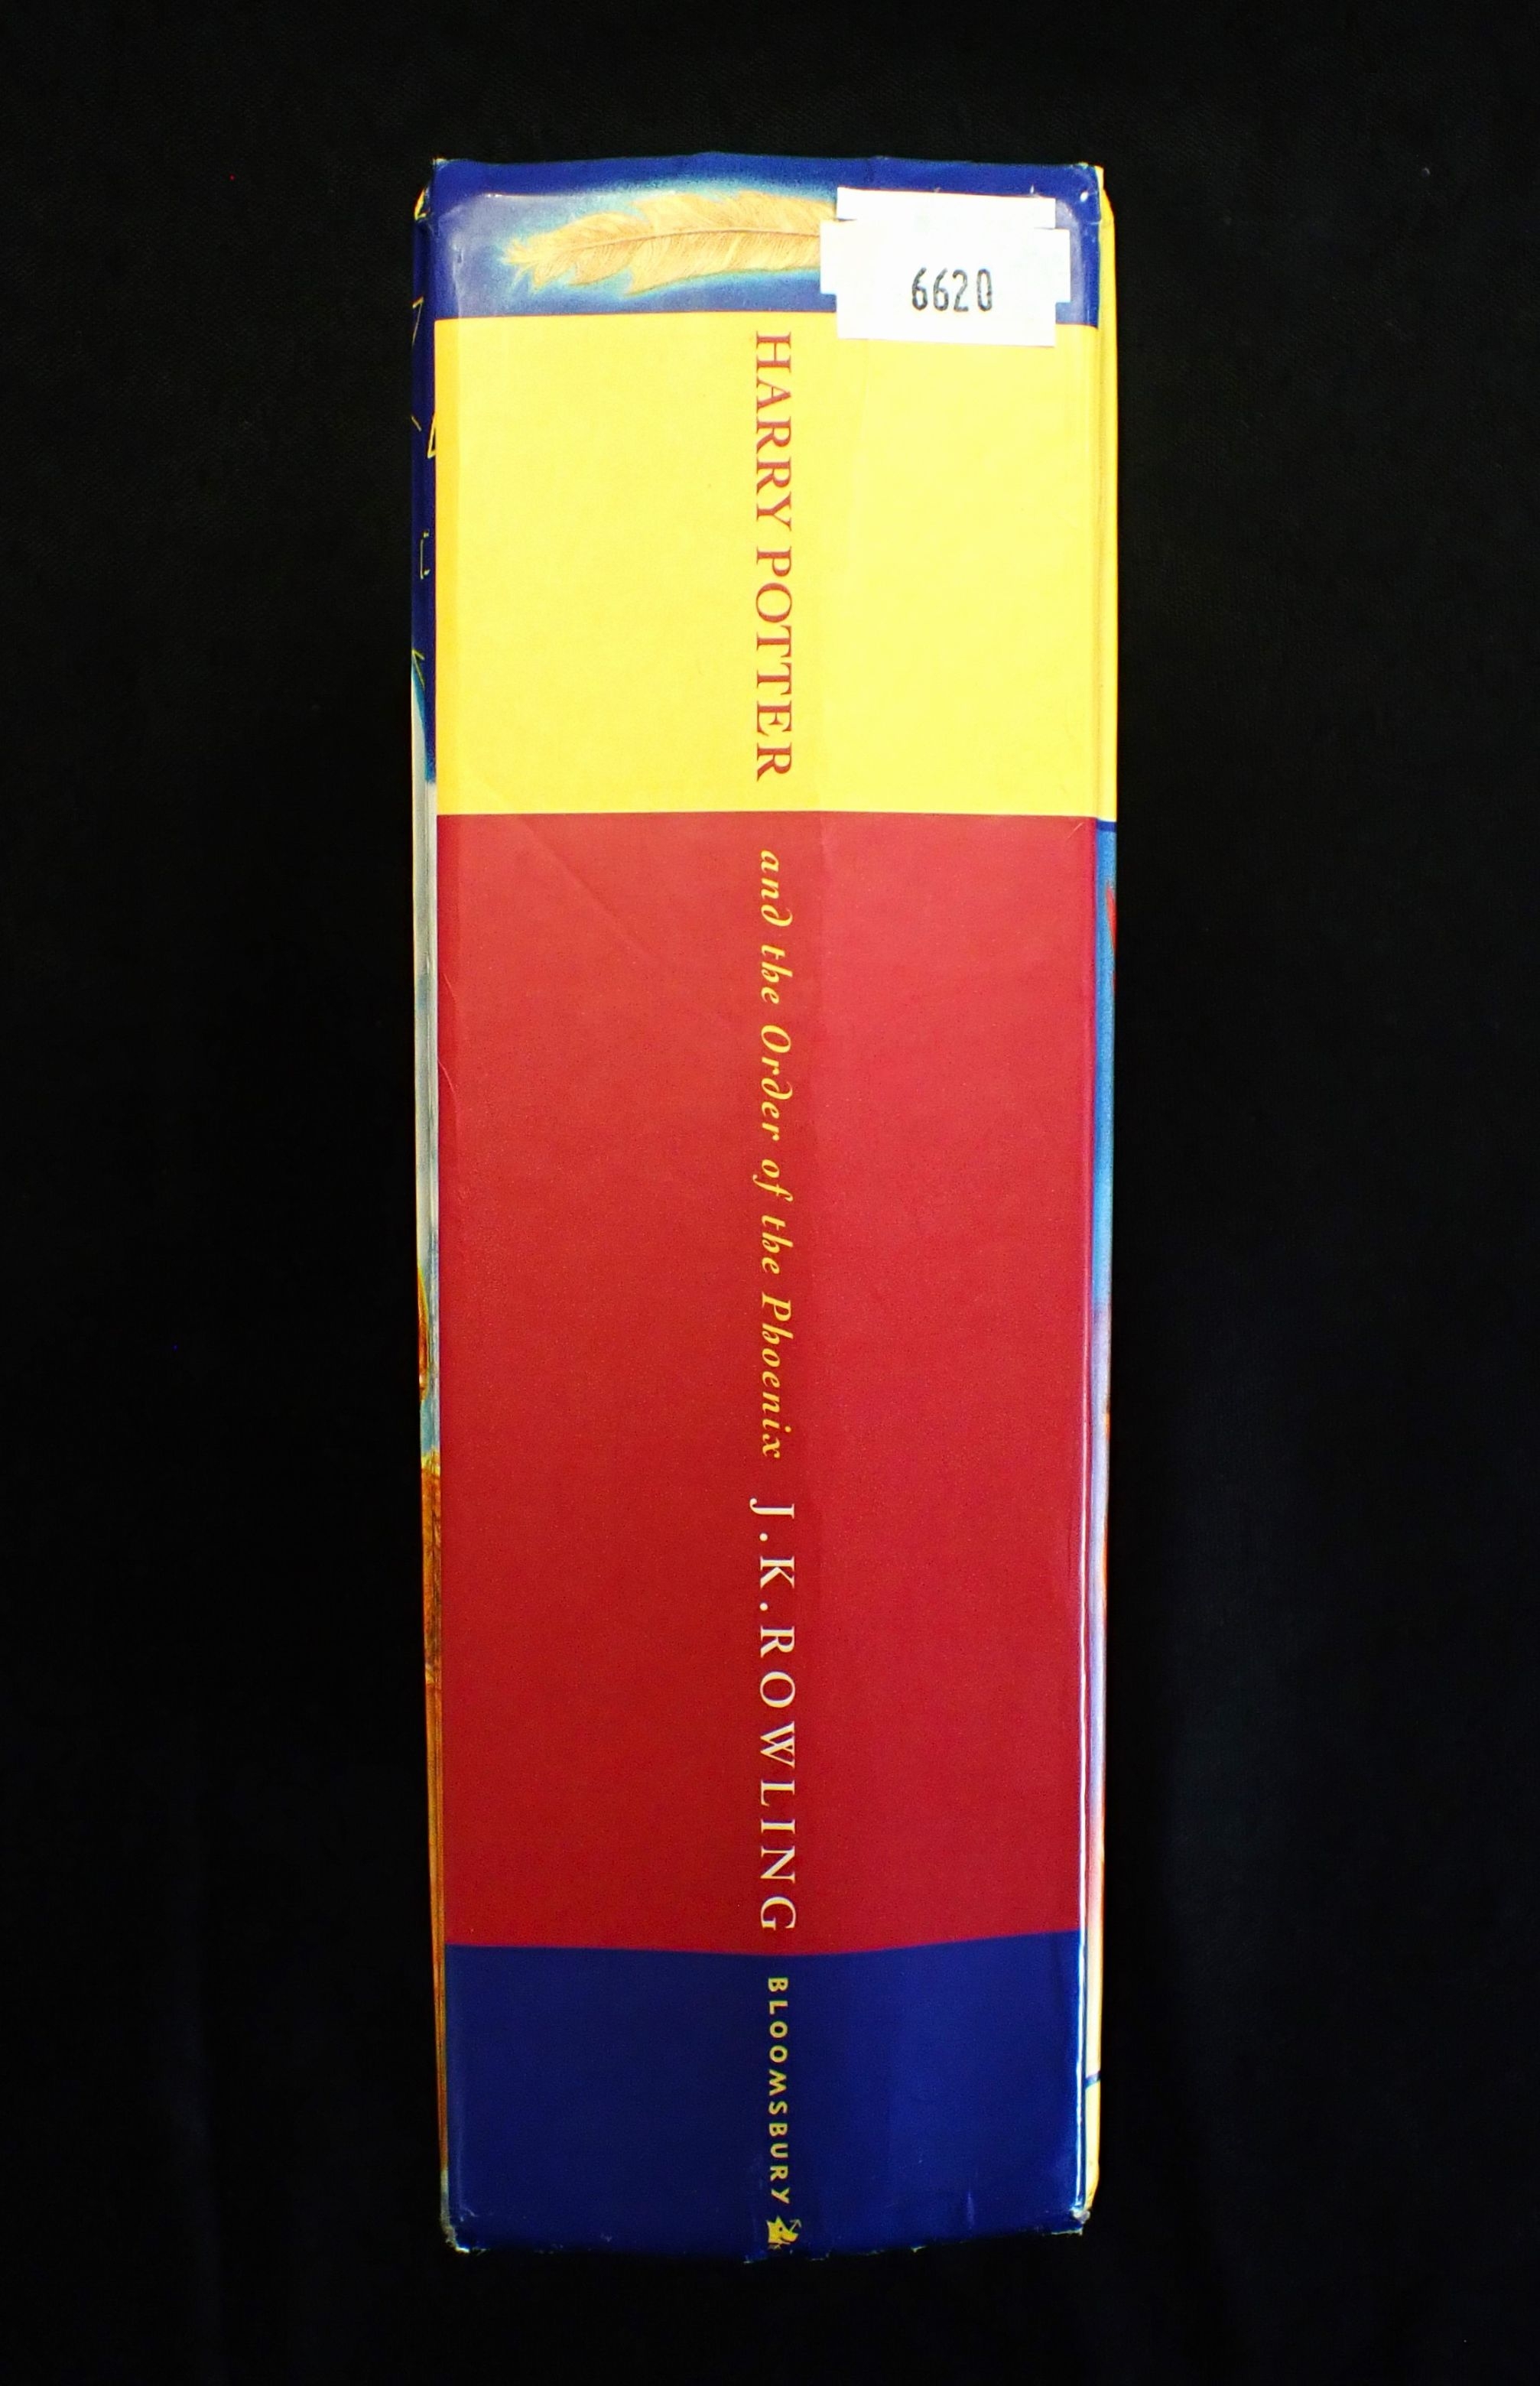 6620
HARRY POTTER and the Order of the Phoenix J.K.ROWLING BLOOMSBURY